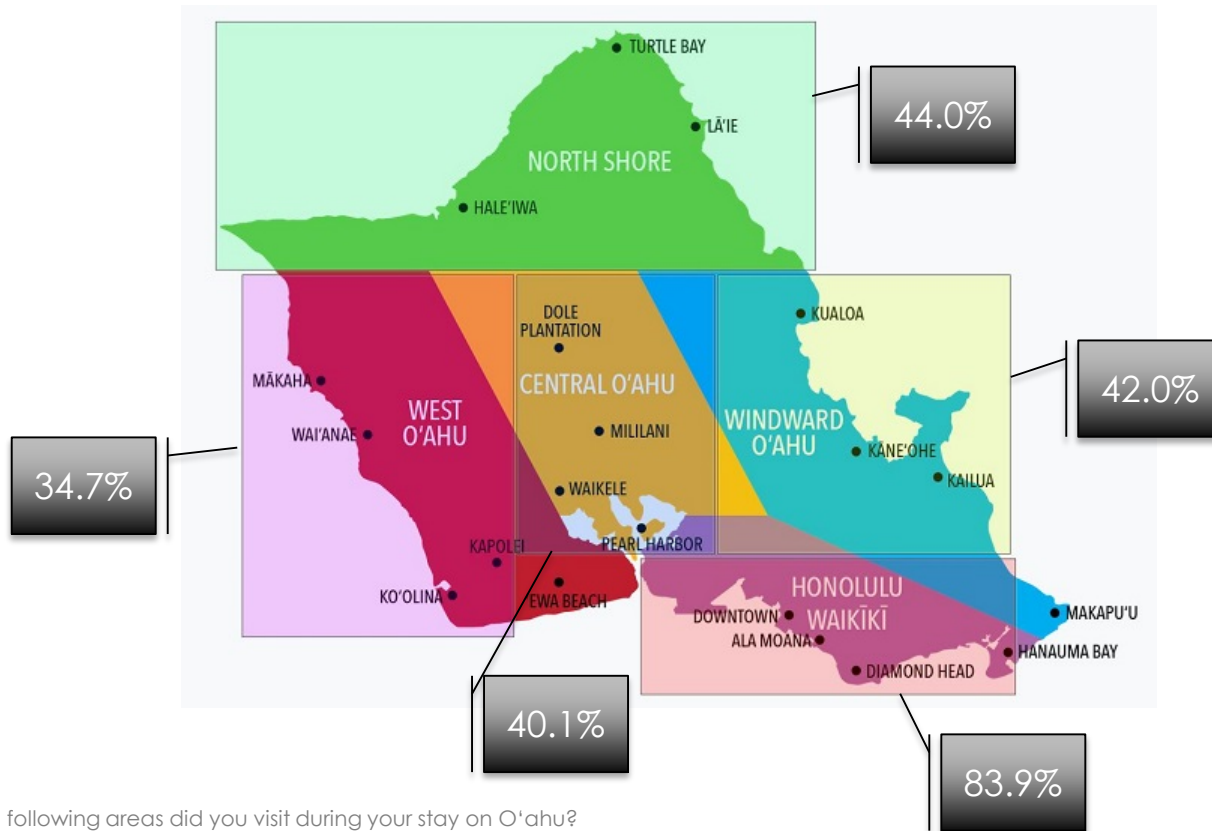 TURTLE BAY
44.0%
LĀ'IE
NORTH SHORE
HALE'IWA
KUALOA
DOLE
PLANTATION
MĀKAHA
CENTRAL O'AHU
42.0%
WEST
O'AHU
WINDWARD
O'AHU
WAI'ANAE
MILILANI
KĀNE'OHE
KAILUA
34.7%
WAIKELE
PEARL HARBOR
KAPOLEI
KO'OLINA
EWA BEACH
HONOLULU
WAIKĪKĪ
DOWNTOWN
MAKAPU'U
ALA MOANA
HANAUMA BAY
DIAMOND HEAD
40.1%
83.9%
following areas did you visit during your stay on O'ahu?